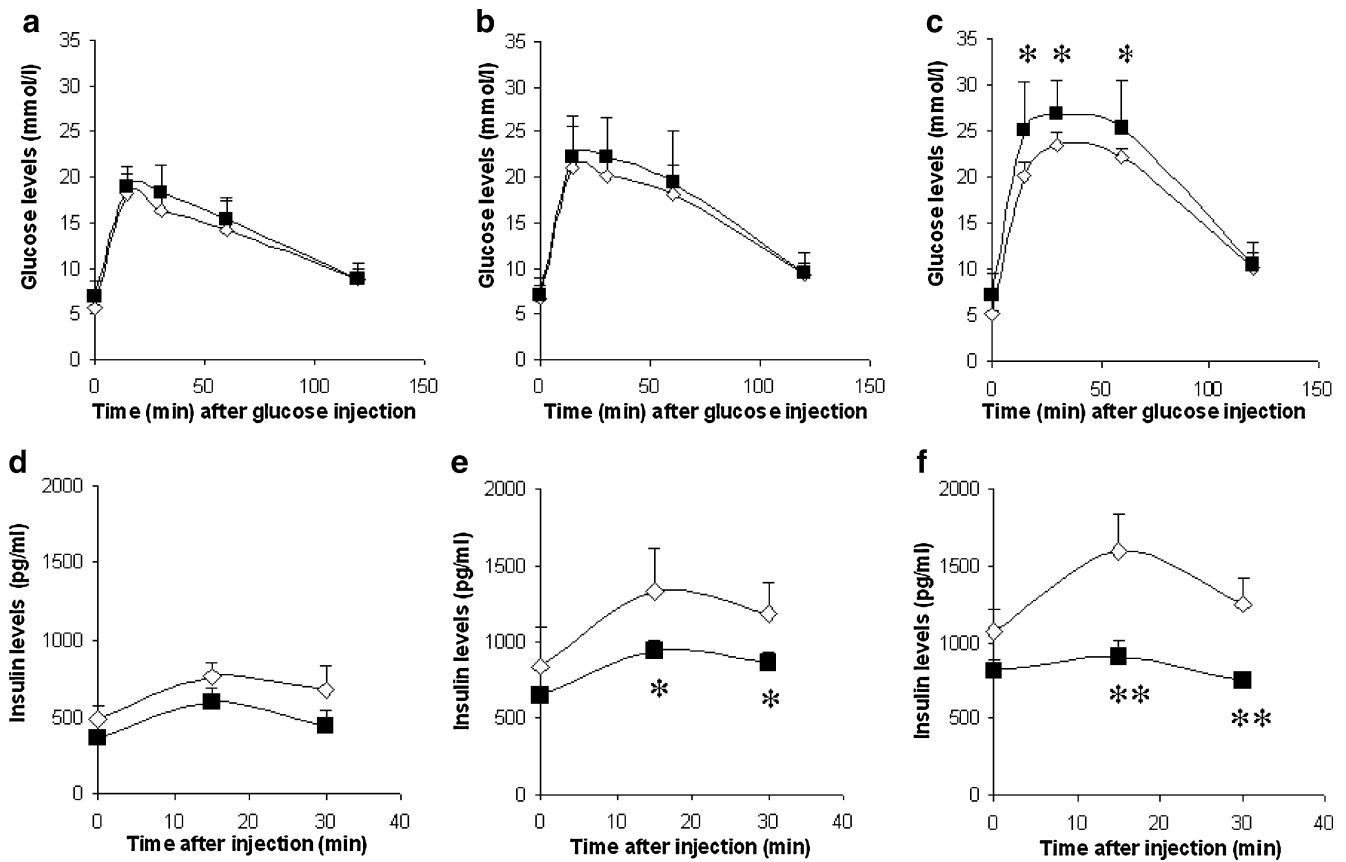 a
b
c
35
30
25
20
15
10
5
0
Glucose levels (mmol/l)
0 50 100 150
Time (min) after glucose injection
35
30
25
20
15
10
5
0
Glucose levels (mmol/l)
0 50 100 150
Time (min) after glucose injection
35
30
25
20
15
10
5
0
Glucose levels (mmol/l)
* * *
0 50 100 150
Time (min) after glucose injection
d
e
f
2000
1500
1000
500
0
Insulin levels (pg/ml)
0 10 20 30 40
Time after injection (min)
2000
1500
1000
500
0
Insulin levels (pg/ml)
* *
0 10 20 30 40
Time after injection (min)
2000
1500
1000
500
0
Insulin levels (pg/ml)
** **
0 10 20 30 40
Time after injection (min)